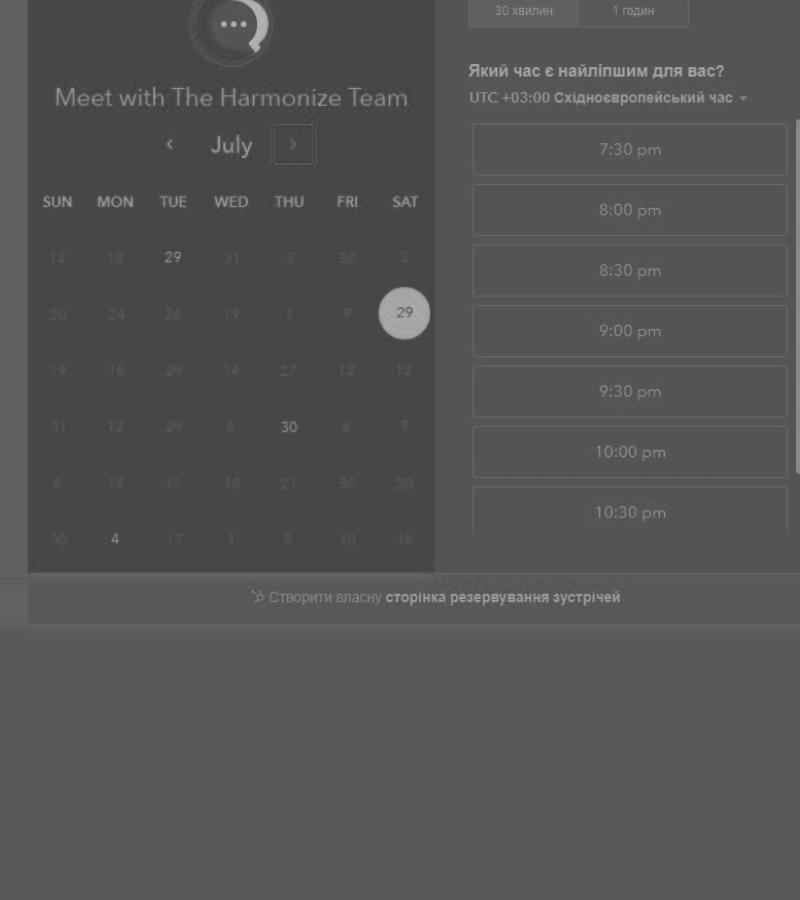 30 хвилин 1 годин
Meet with The Harmonize Team
Який час є найліпшим для вас?
UTC +03:00 Східноєвропейський час
July
SUN MON TUE WED THU FRI SAT
12 18 29 31 3 30 2
20 24 26 19 1 9 29
19 16 29 14 27 12 12
31 12 29 6 30 4 9
6 19 11 10 21 30 20
30 4 17 1 5 10 16
7:30 pm
8:00 pm
8:30 pm
9:00 pm
9:30 pm
10:00 pm
10:30 pm
Створити власну сторінка резервування зустрічей